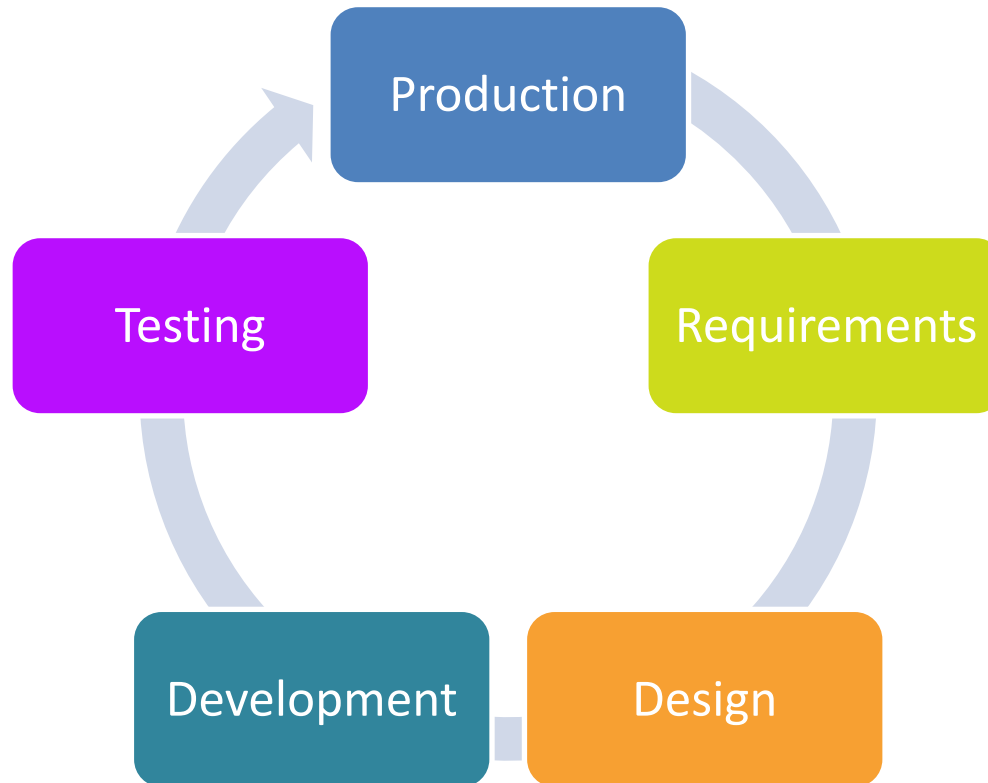 Production
Testing
Requirements
Development
Design